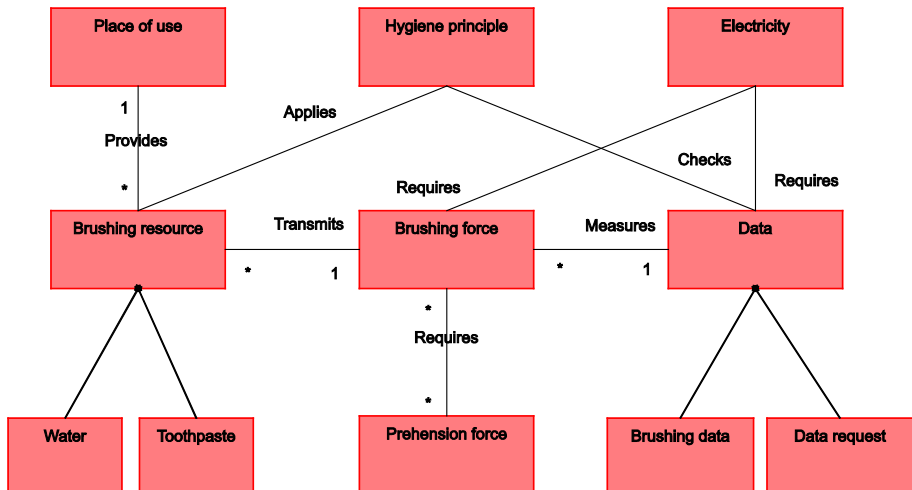 Place of use
Hygiene principle
Electricity
1
Applies
Provides
Checks
*
Requires
Requires
Brushing resource
Transmits
Brushing force
Measures
Data
*
1
*
1
*
Requires
*
Water
Toothpaste
Prehension force
Brushing data
Data request